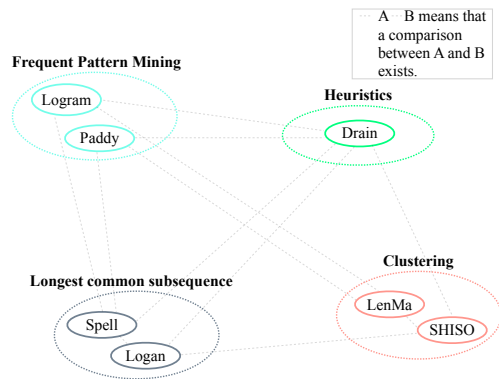 A B means that
a comparison
between A and B
exists.
Frequent Pattern Mining
Logram
Paddy
Heuristics
Drain
Longest common subsequence
Spell
Logan
Clustering
LenMa
SHISO